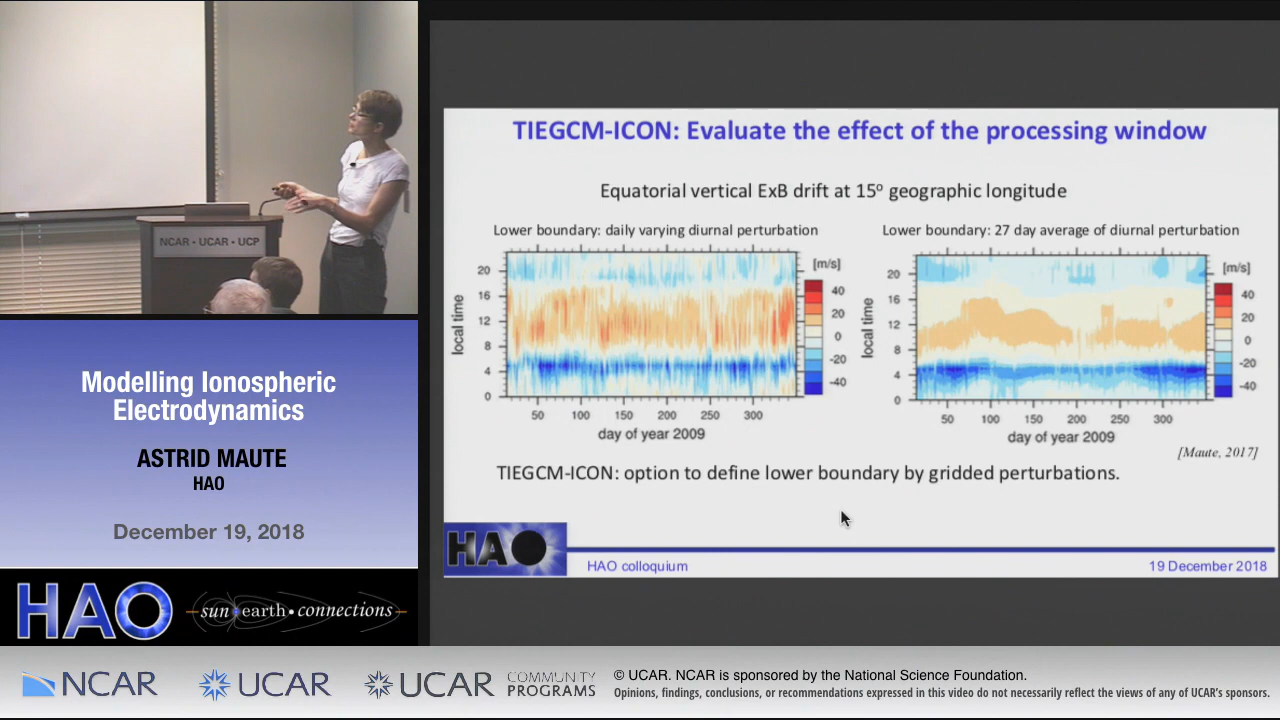 NCAR • UCAR • UCP
Modelling Ionospheric
Electrodynamics
ASTRID MAUTE
HAO
December 19, 2018
HAO
sun•earth•connections
TIEGCM-ICON: Evaluate the effect of the processing window
Equatorial vertical ExB drift at 15º geographic longitude
Lower boundary: daily varying diurnal perturbation
local time
20
16
12
8
4
0
50 100 150 200 250 300
day of year 2009
[m/s]
40
20
0
-20
-40
Lower boundary: 27 day average of diurnal perturbation
local time
20
16
12
8
4
0
50 100 150 200 250 300
day of year 2009
[m/s]
40
20
0
-20
-40
[Maute, 2017]
TIEGCM-ICON: option to define lower boundary by gridded perturbations.
HAO
HAO colloquium
19 December 2018
NCAR
UCAR
UCAR
COMMUNITY
PROGRAMS
© UCAR. NCAR is sponsored by the National Science Foundation.
Opinions, findings, conclusions, or recommendations expressed in this video do not necessarily reflect the views of any of UCAR's sponsors.